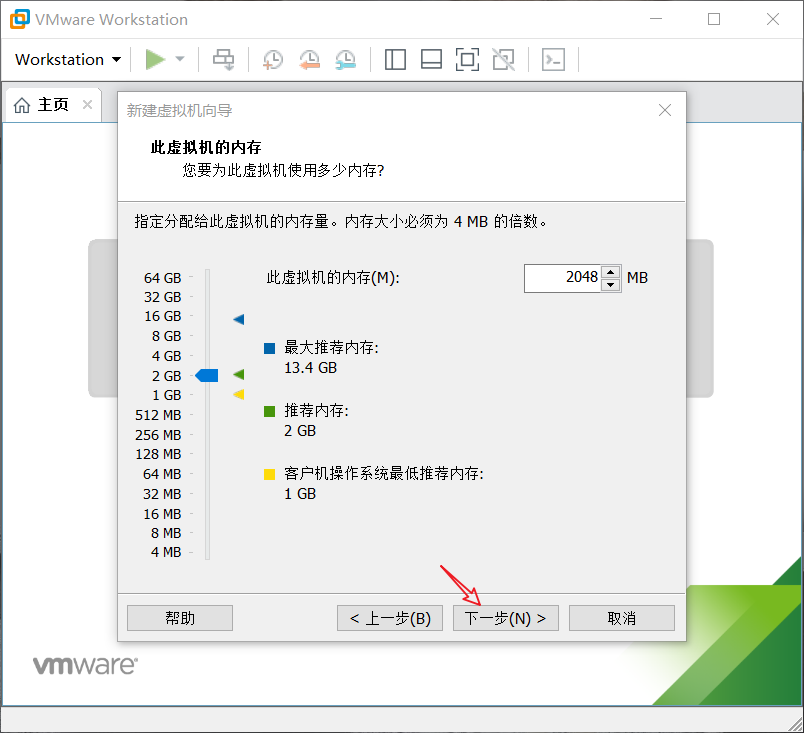 VMware Workstation
Workstation
主页
新建虚拟机向导
此虚拟机的内存
您要为此虚拟机使用多少内存?
指定分配给此虚拟机的内存量。内存大小必须为 4 MB 的倍数。
此虚拟机的内存(M): 2048 MB
64 GB
32 GB
16 GB
8 GB
4 GB
2 GB
1 GB
512 MB
256 MB
128 MB
64 MB
32 MB
16 MB
8 MB
4 MB
最大推荐内存:
13.4 GB
推荐内存:
2 GB
客户机操作系统最低推荐内存:
1 GB
帮助 < 上一步(B) 下一步(N) > 取消
vmware®